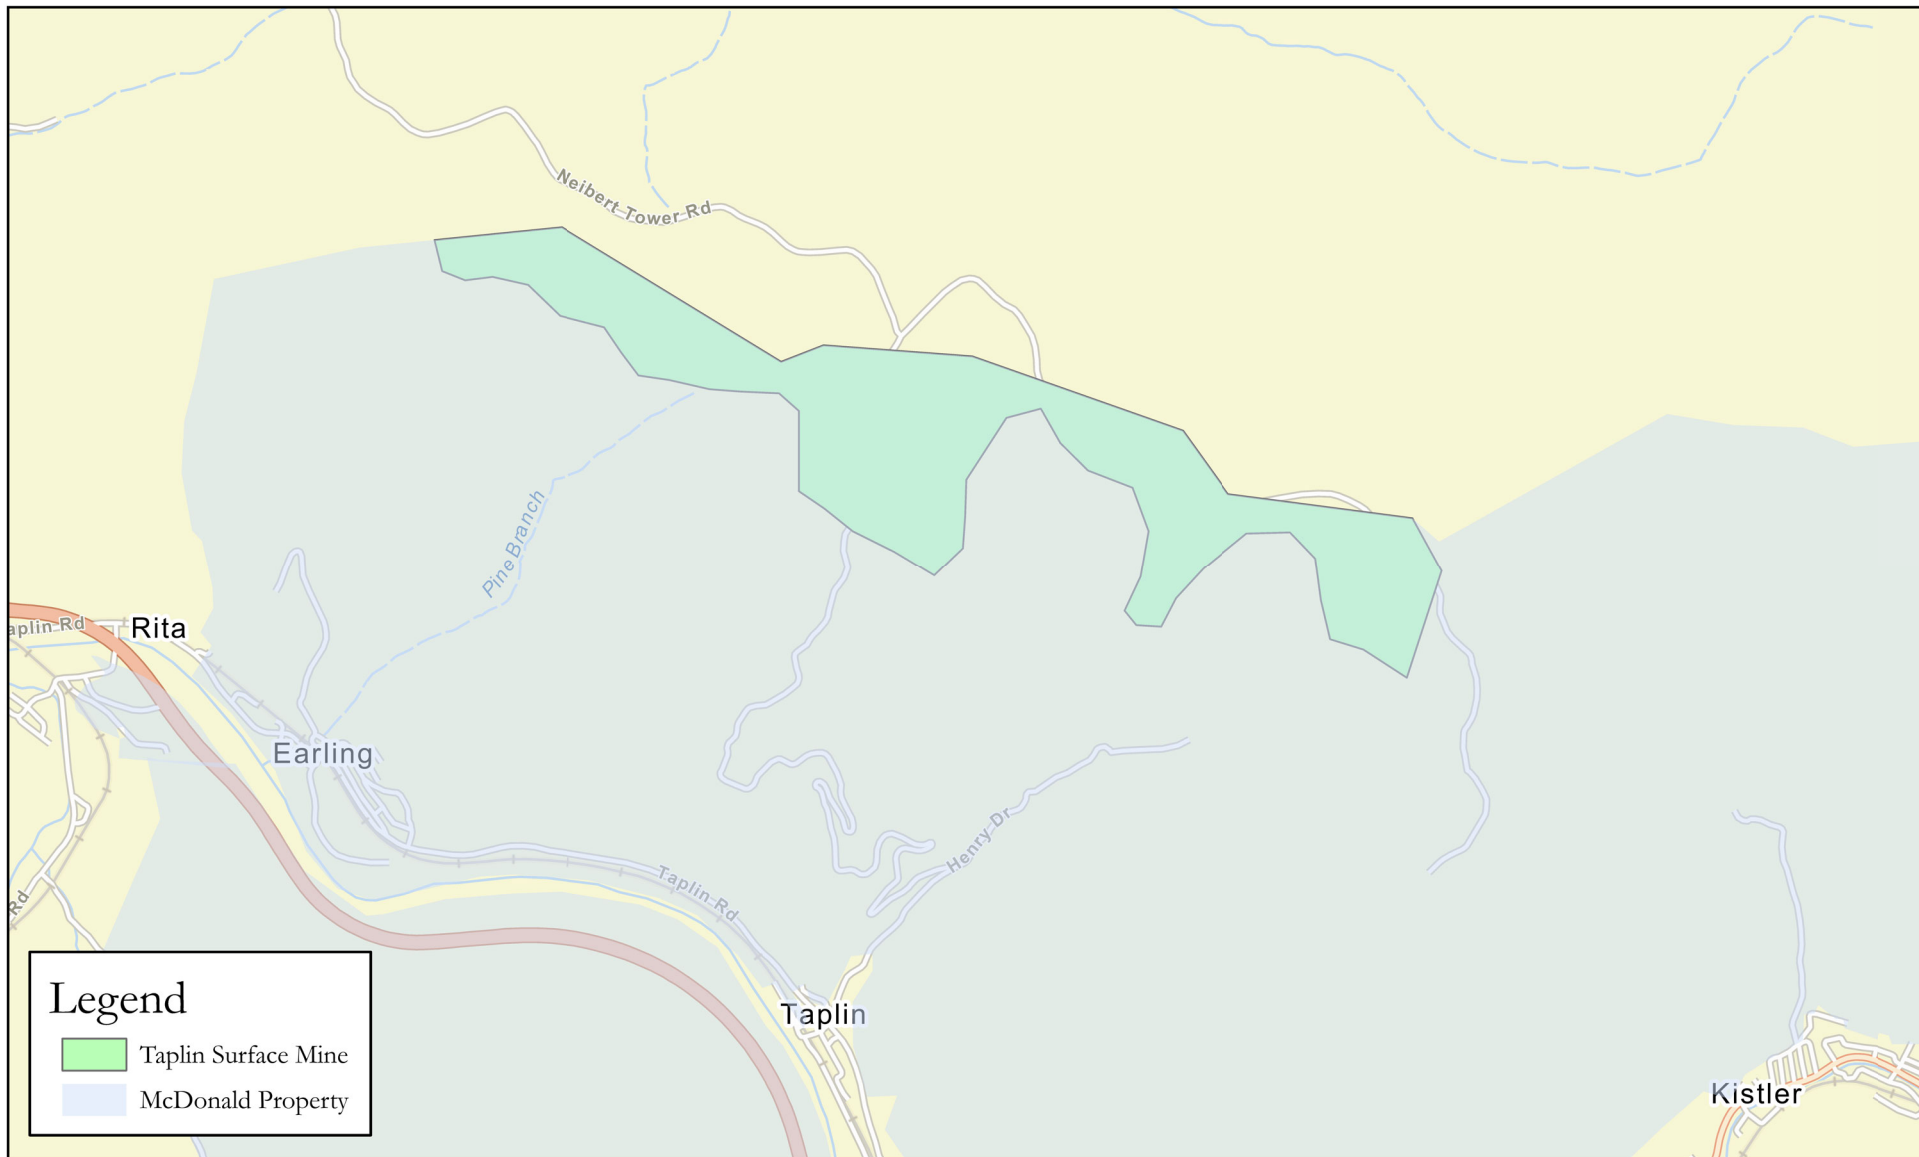 Neibert Tower Rd
Pine Branch
aplin Rd
Rita
Earling
Henry Dr
Taplin Rd
Rd
Taplin
Kistler
Legend
Taplin Surface Mine
McDonald Property